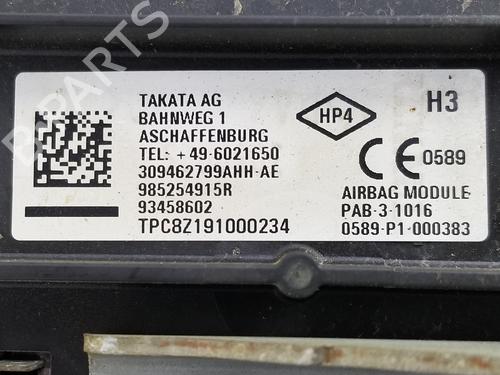 TAKATA AG
BAHNWEG 1
ASCHAFFENBURG
TEL: + 49-6021650
309462799AHH-AE
985254915R
93458602
TPC8Z191000234
HP4
H3
CE 0589
AIRBAG MODULE
PAB-3-1016
0589-P1-000383
B-Parts